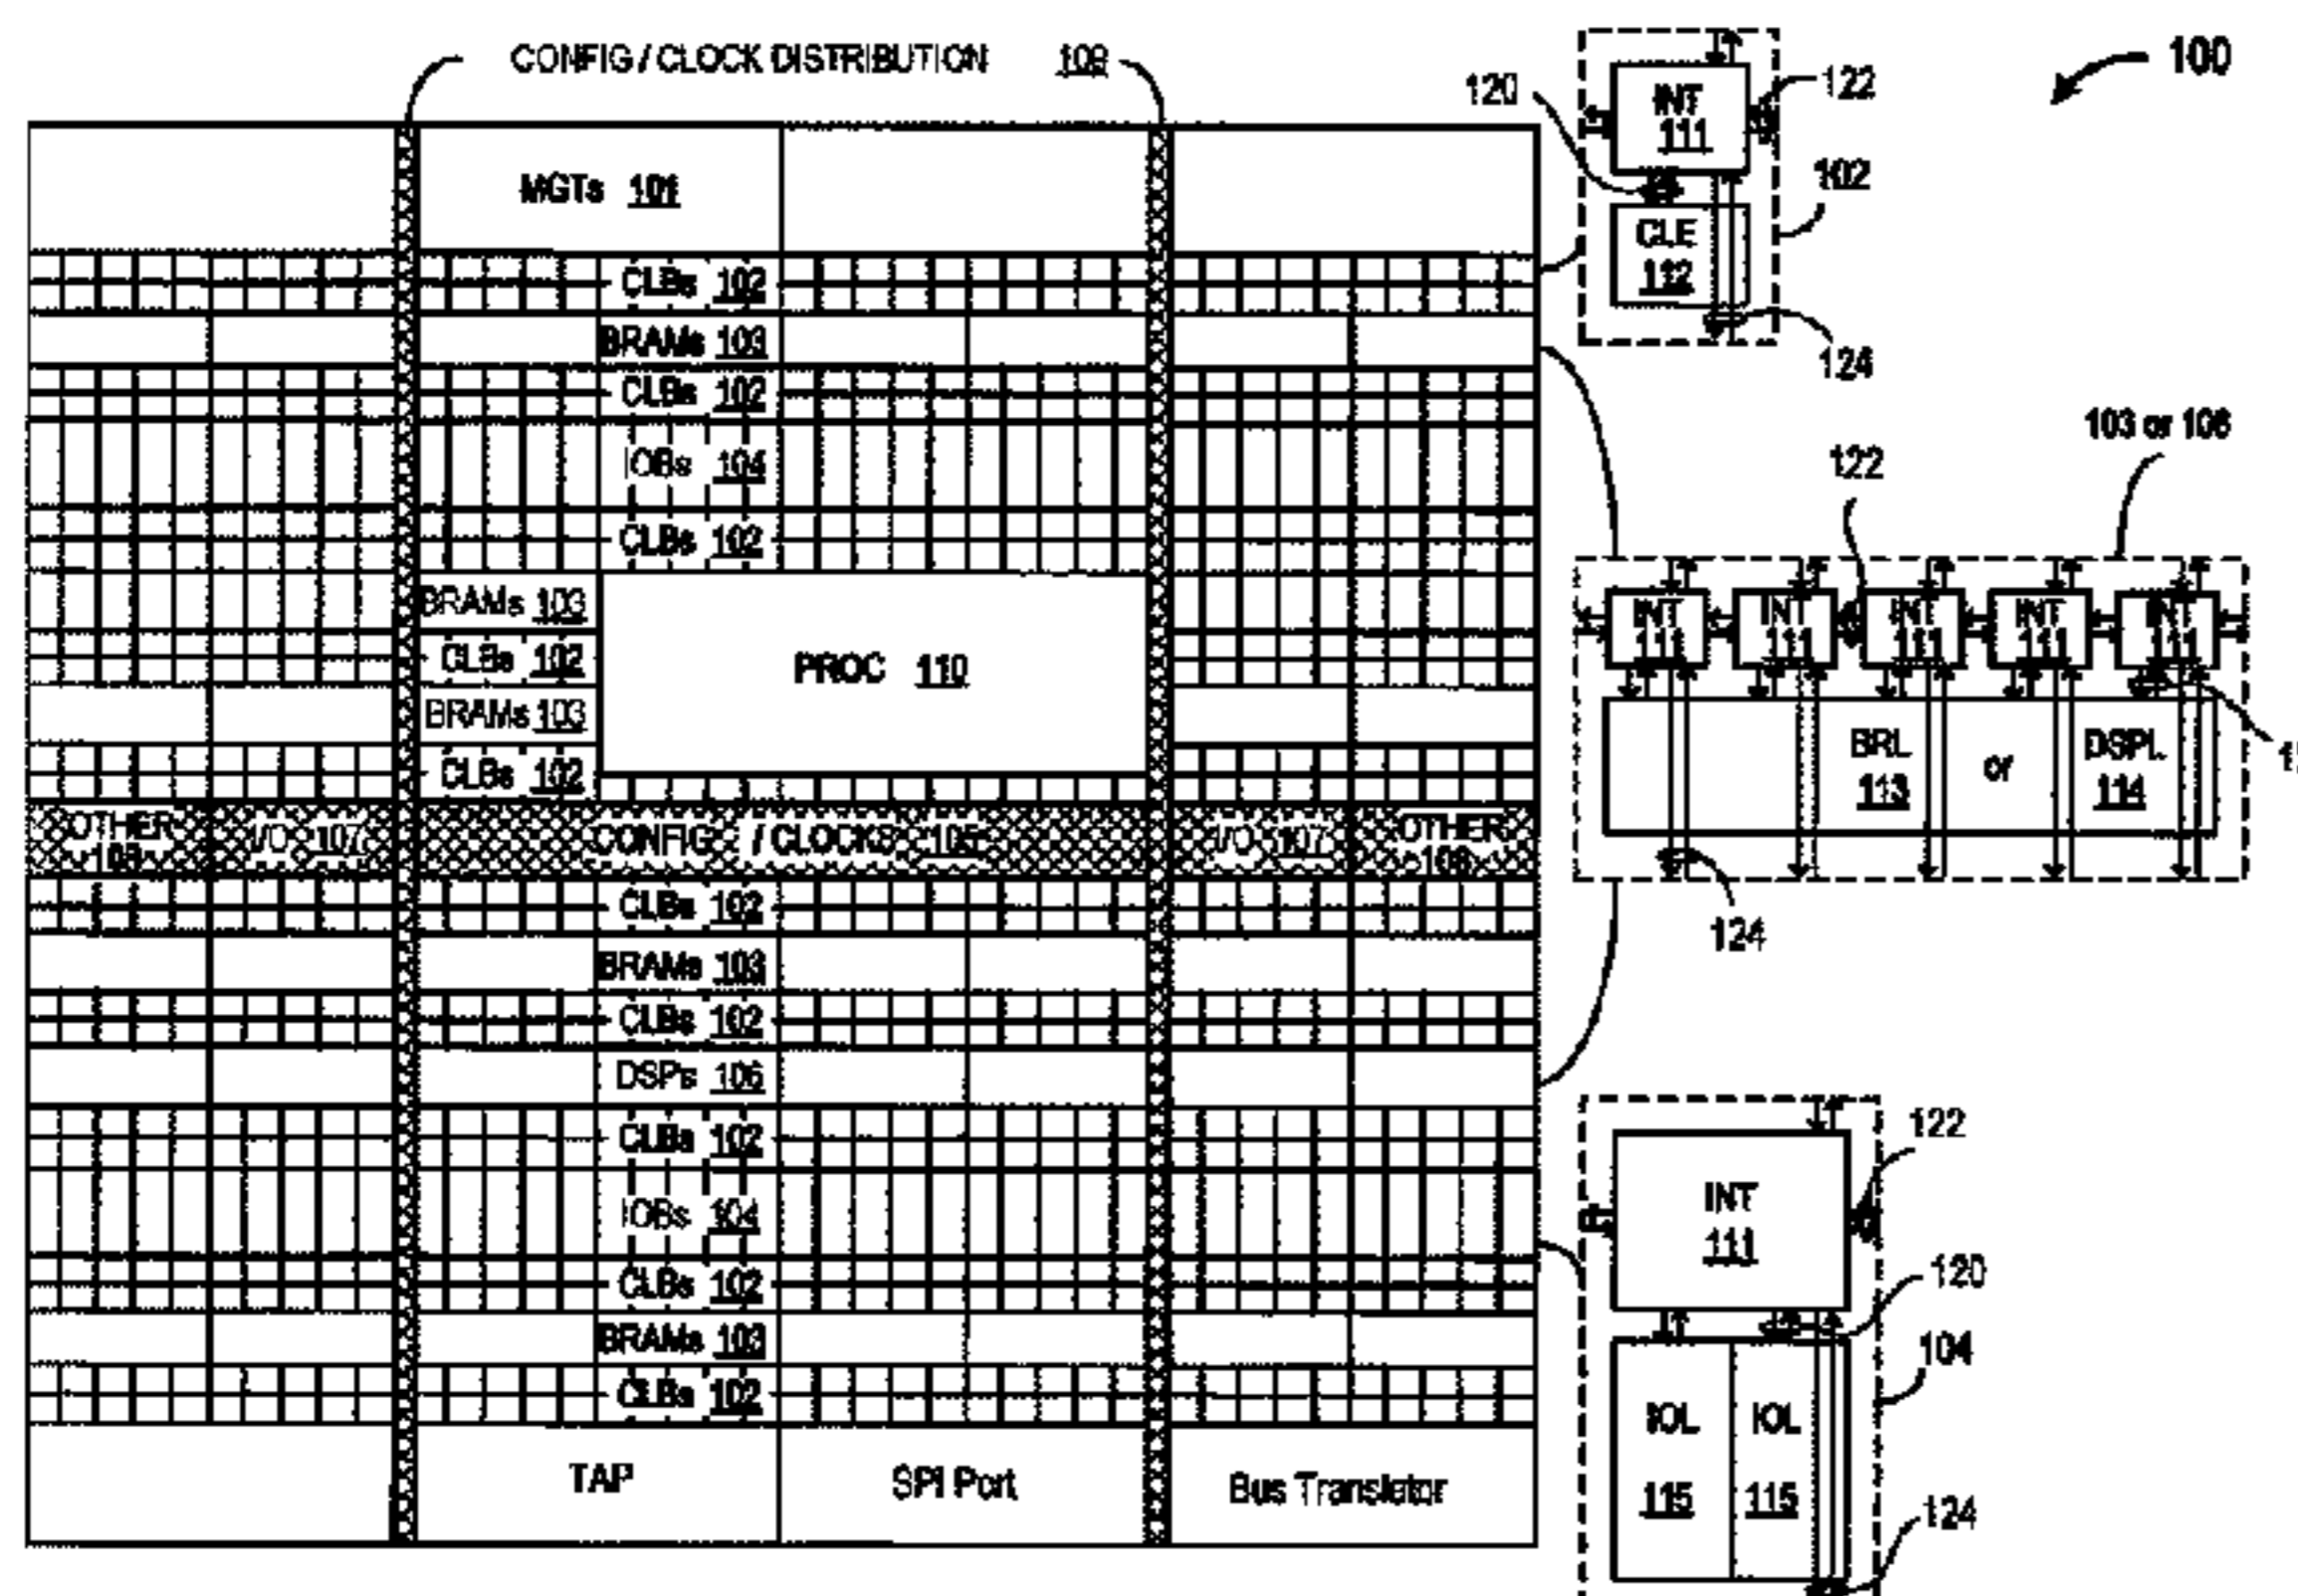 CONFIG / CLOCK DISTRIBUTION 109
100
MGTs 101
CLBs 102
BRAMs 103
CLBs 102
IOBs 104
CLBs 102
BRAMs 103
CLBs 102
BRAMs 103
CLBs 102
PROC 110
OTHER
I/O 107
CONFIG / CLOCKS 105
I/O 107
OTHER
108
CLBs 102
BRAMs 103
CLBs 102
DSPs 106
CLBs 102
IOBs 104
CLBs 102
BRAMs 103
CLBs 102
TAP
SPI Port
Bus Translator
120
INT
111
122
102
CLE
112
124
103 or 106
122
INT INT INT INT INT
111 111 111 111 111
BRL or DSPL
113 114
124
INT
111
122
120
104
IOL IOL
115 115
124